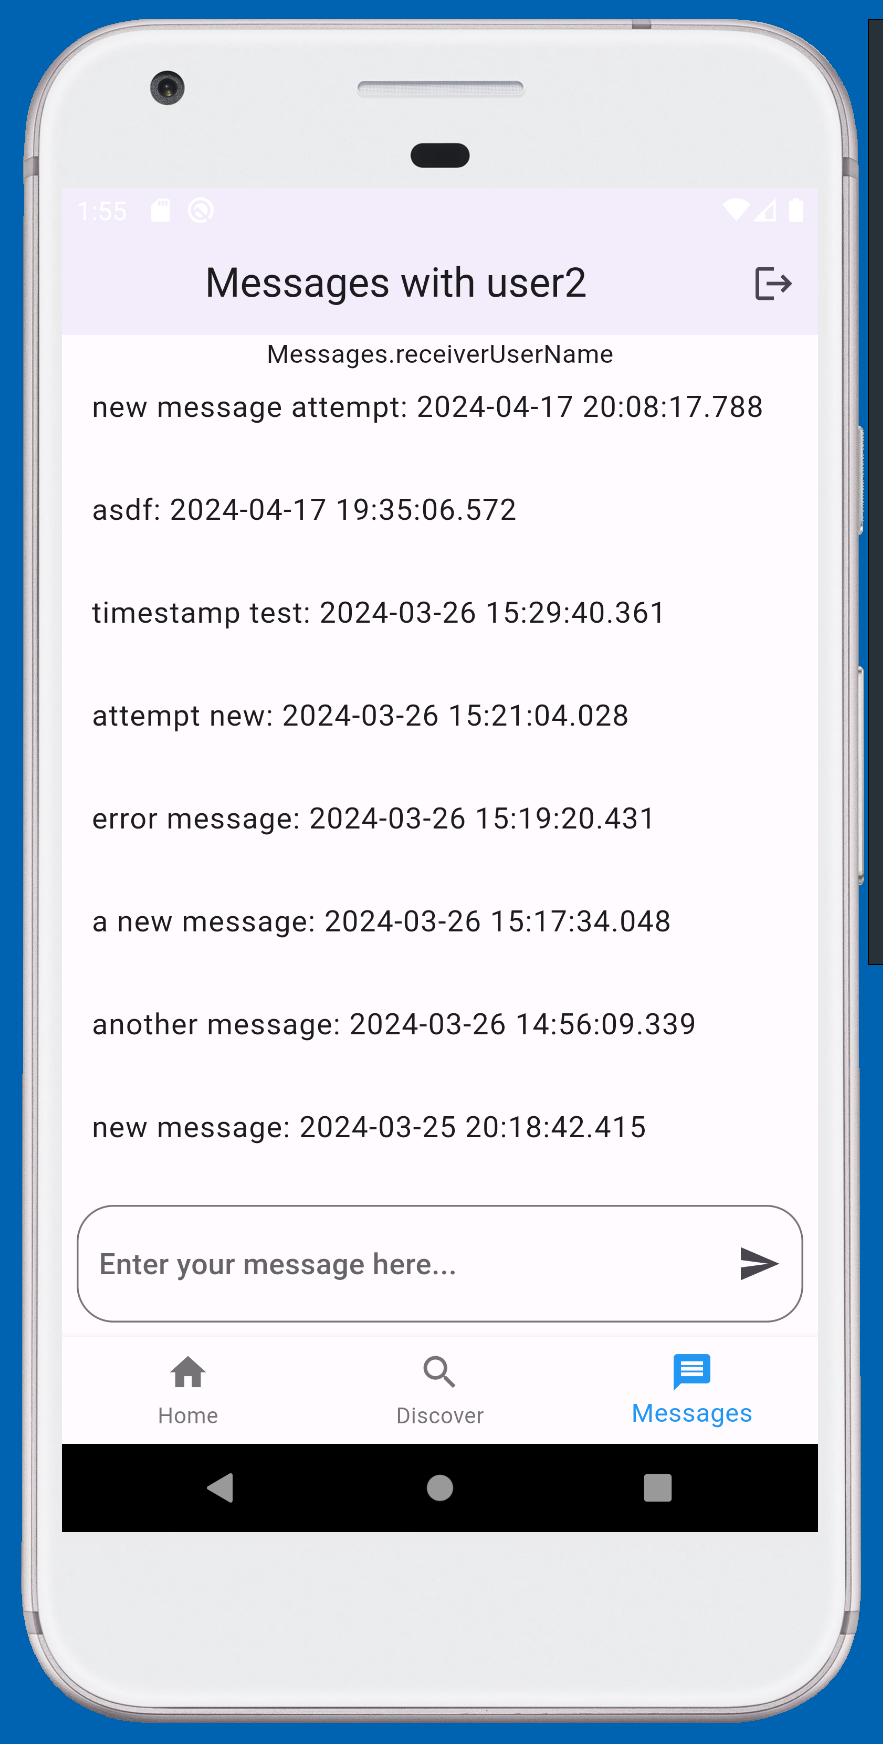 1:55
Messages with user2
Messages.receiverUserName
new message attempt: 2024-04-17 20:08:17.788
asdf: 2024-04-17 19:35:06.572
timestamp test: 2024-03-26 15:29:40.361
attempt new: 2024-03-26 15:21:04.028
error message: 2024-03-26 15:19:20.431
a new message: 2024-03-26 15:17:34.048
another message: 2024-03-26 14:56:09.339
new message: 2024-03-25 20:18:42.415
Enter your message here...
Home Discover Messages